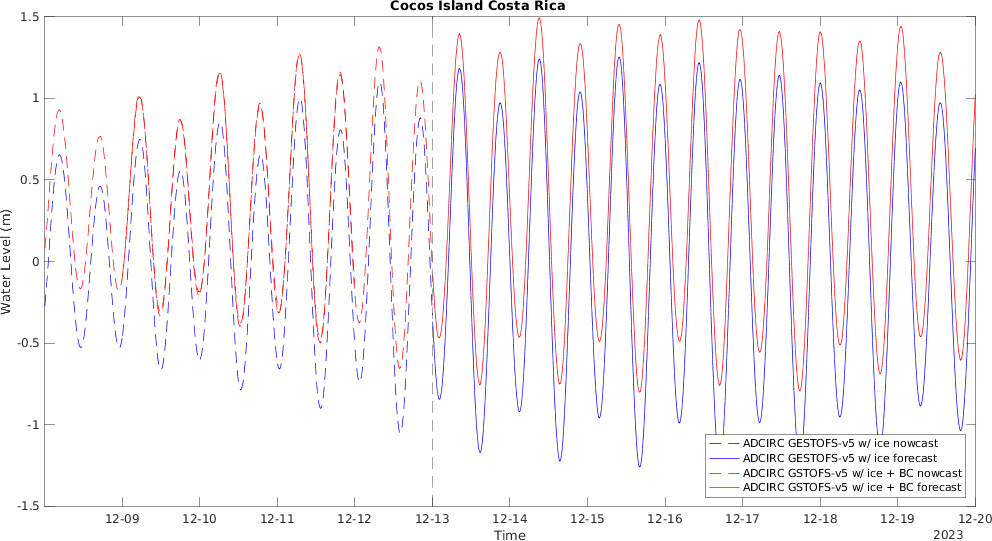 Cocos Island Costa Rica
Water Level (m)
1.5
1
0.5
0
-0.5
-1
-1.5
ADCIRC GESTOFS-v5 w/ ice nowcast
ADCIRC GESTOFS-v5 w/ ice forecast
ADCIRC GSTOFS-v5 w/ ice + BC nowcast
ADCIRC GSTOFS-v5 w/ ice + BC forecast
12-09 12-10 12-11 12-12 12-13 12-14 12-15 12-16 12-17 12-18 12-19 12-20
Time
2023